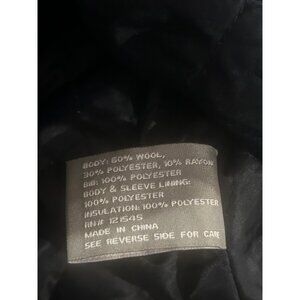 BODY: 60% WOOL,
30% POLYESTER, 10% RAYON
BIB: 100% POLYESTER
BODY & SLEEVE LINING:
100% POLYESTER
INSULATION: 100% POLYESTER
RN# 121545
MADE IN CHINA
SEE REVERSE SIDE FOR CARE